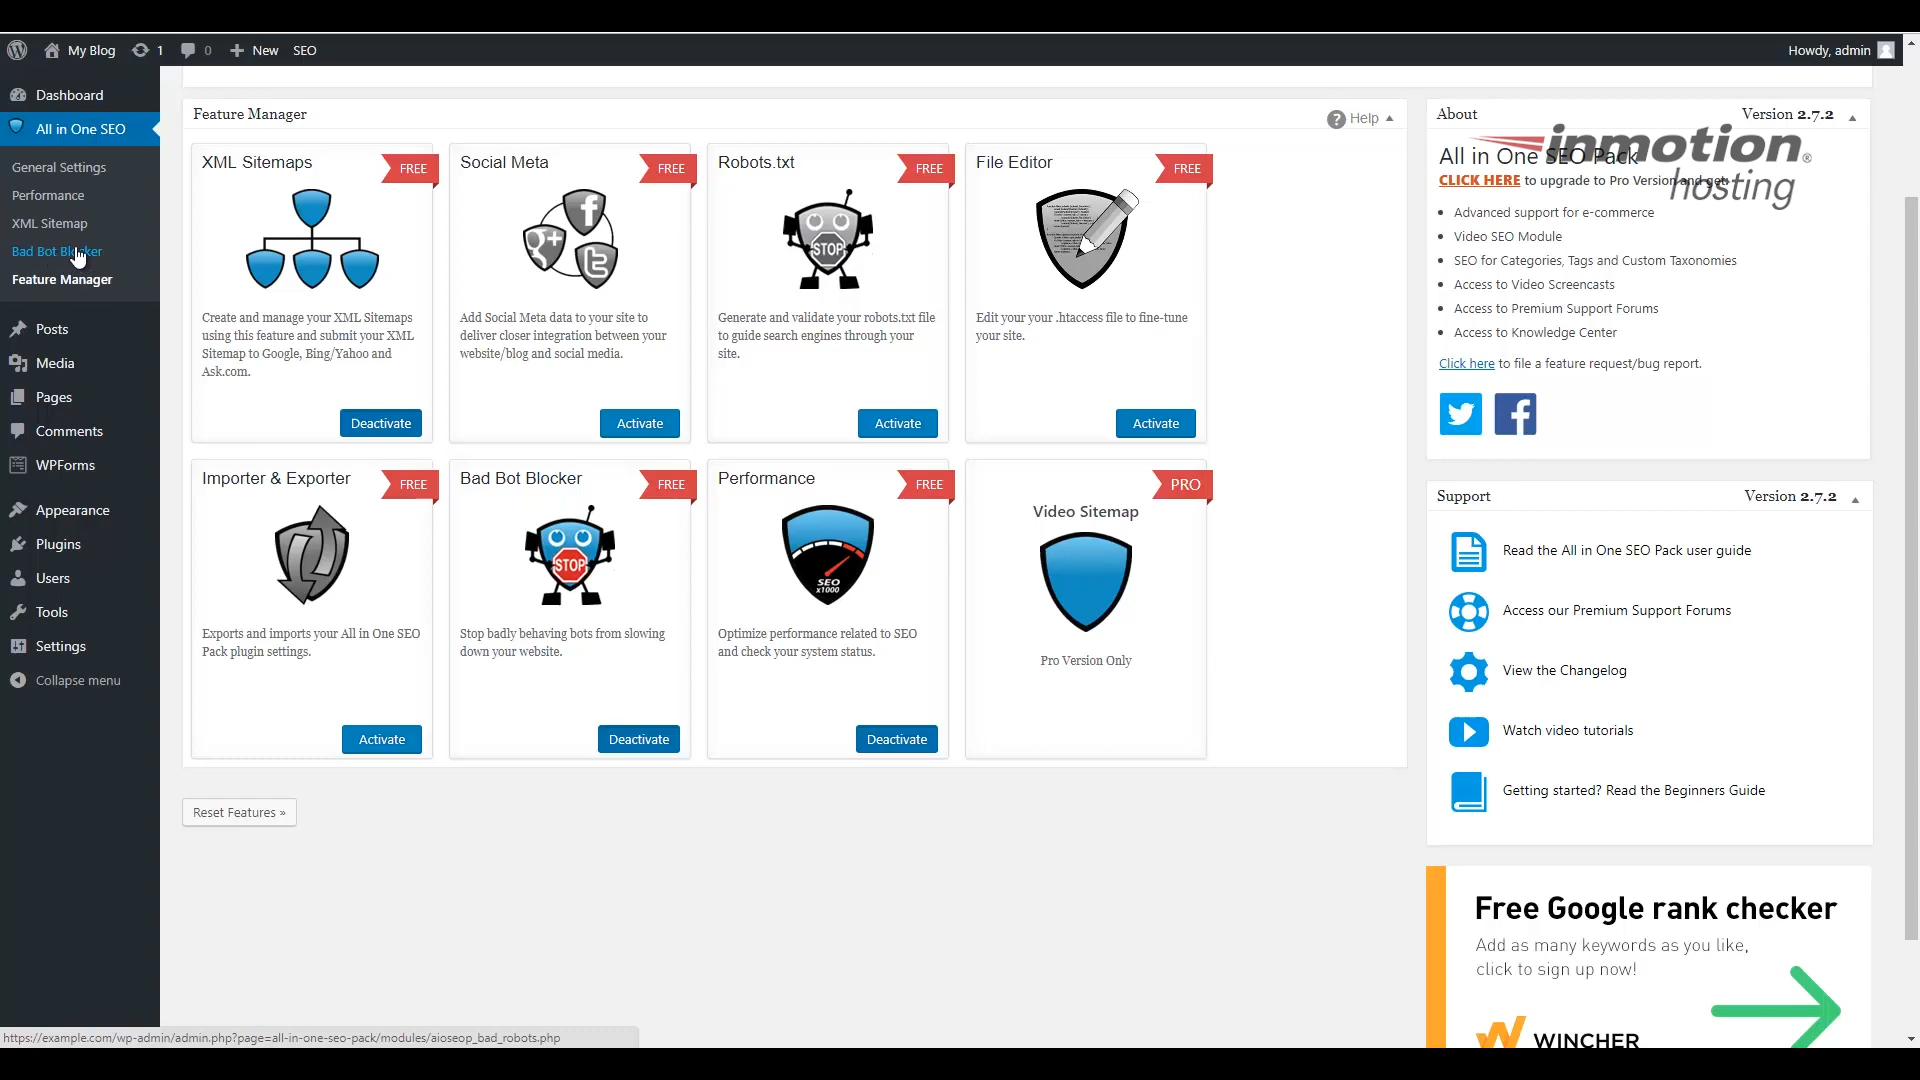 My Blog
1
0
New
SEO
Howdy, admin
Dashboard
All in One SEO
General Settings
Performance
XML Sitemap
Bad Bot Blocker
Feature Manager
Posts
Media
Pages
Comments
WPForms
Appearance
Plugins
Users
Tools
Settings
Collapse menu
Feature Manager
? Help
XML Sitemaps
FREE
Create and manage your XML Sitemaps
using this feature and submit your XML
Sitemap to Google, Bing/Yahoo and
Ask.com.
Deactivate
Social Meta
FREE
f
g+
t
Add Social Meta data to your site to
deliver closer integration between your
website/blog and social media.
Activate
Robots.txt
FREE
STOP
Generate and validate your robots.txt file
to guide search engines through your
site.
Activate
File Editor
FREE
Edit your your .htaccess file to fine-tune
your site.
Activate
Importer & Exporter
FREE
Exports and imports your All in One SEO
Pack plugin settings.
Activate
Bad Bot Blocker
FREE
STOP
Stop badly behaving bots from slowing
down your website.
Deactivate
Performance
FREE
SEO
x1000
Optimize performance related to SEO
and check your system status.
Deactivate
PRO
Video Sitemap
Pro Version Only
Reset Features »
About
Version 2.7.2
inmotion®
hosting
All in One SEO Pack
CLICK HERE to upgrade to Pro Version and get:
Advanced support for e-commerce
Video SEO Module
SEO for Categories, Tags and Custom Taxonomies
Access to Video Screencasts
Access to Premium Support Forums
Access to Knowledge Center
Click here to file a feature request/bug report.
Support
Version 2.7.2
Read the All in One SEO Pack user guide
Access our Premium Support Forums
View the Changelog
Watch video tutorials
Getting started? Read the Beginners Guide
Free Google rank checker
Add as many keywords as you like,
click to sign up now!
WINCHER
https://example.com/wp-admin/admin.php?page=all-in-one-seo-pack/modules/aioseop_bad_robots.php